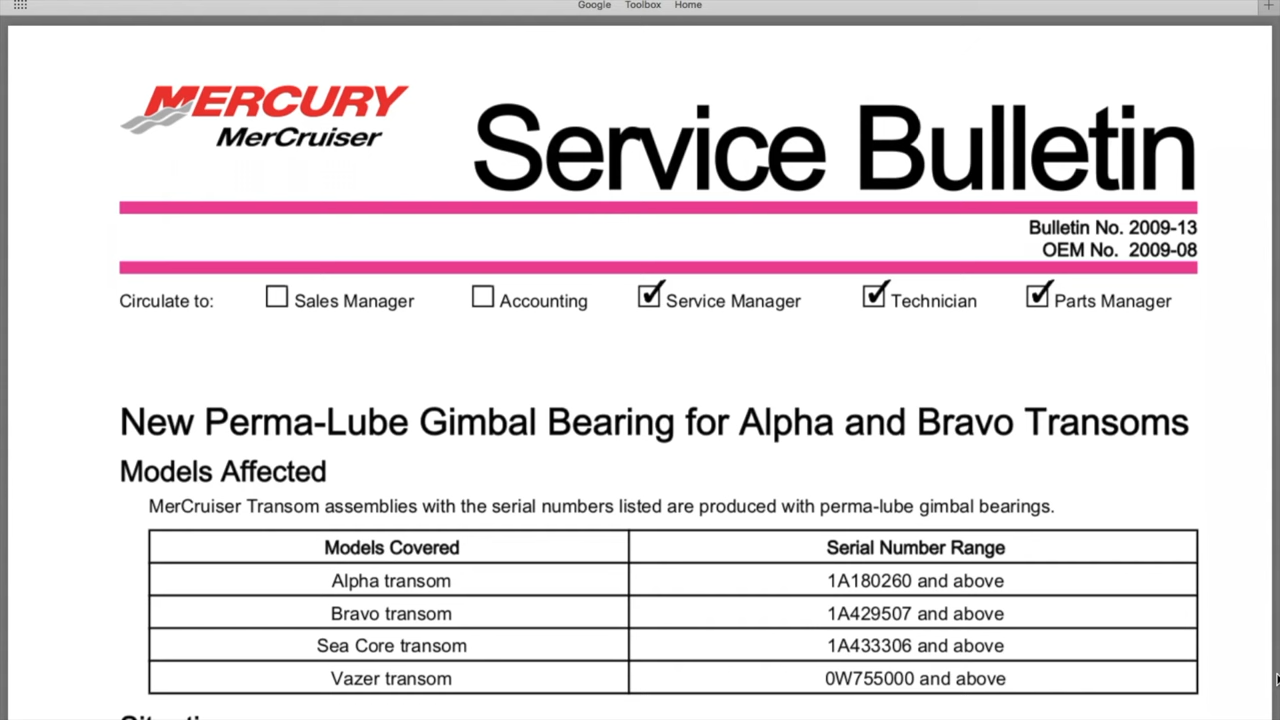 Google Toolbox Home
MERCURY
MerCruiser
Service Bulletin
Bulletin No. 2009-13
OEM No. 2009-08
Circulate to: Sales Manager Accounting Service Manager Technician Parts Manager
New Perma-Lube Gimbal Bearing for Alpha and Bravo Transoms
Models Affected
MerCruiser Transom assemblies with the serial numbers listed are produced with perma-lube gimbal bearings.
Models Covered Serial Number Range
Alpha transom 1A180260 and above
Bravo transom 1A429507 and above
Sea Core transom 1A433306 and above
Vazer transom 0W755000 and above